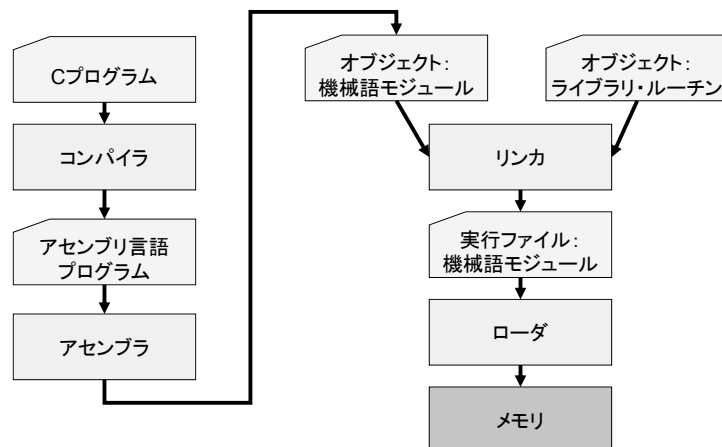 Cプログラム
コンパイラ
アセンブリ言語
プログラム
アセンブラ
オブジェクト:
機械語モジュール
オブジェクト:
ライブラリ・ルーチン
リンカ
実行ファイル:
機械語モジュール
ローダ
メモリ